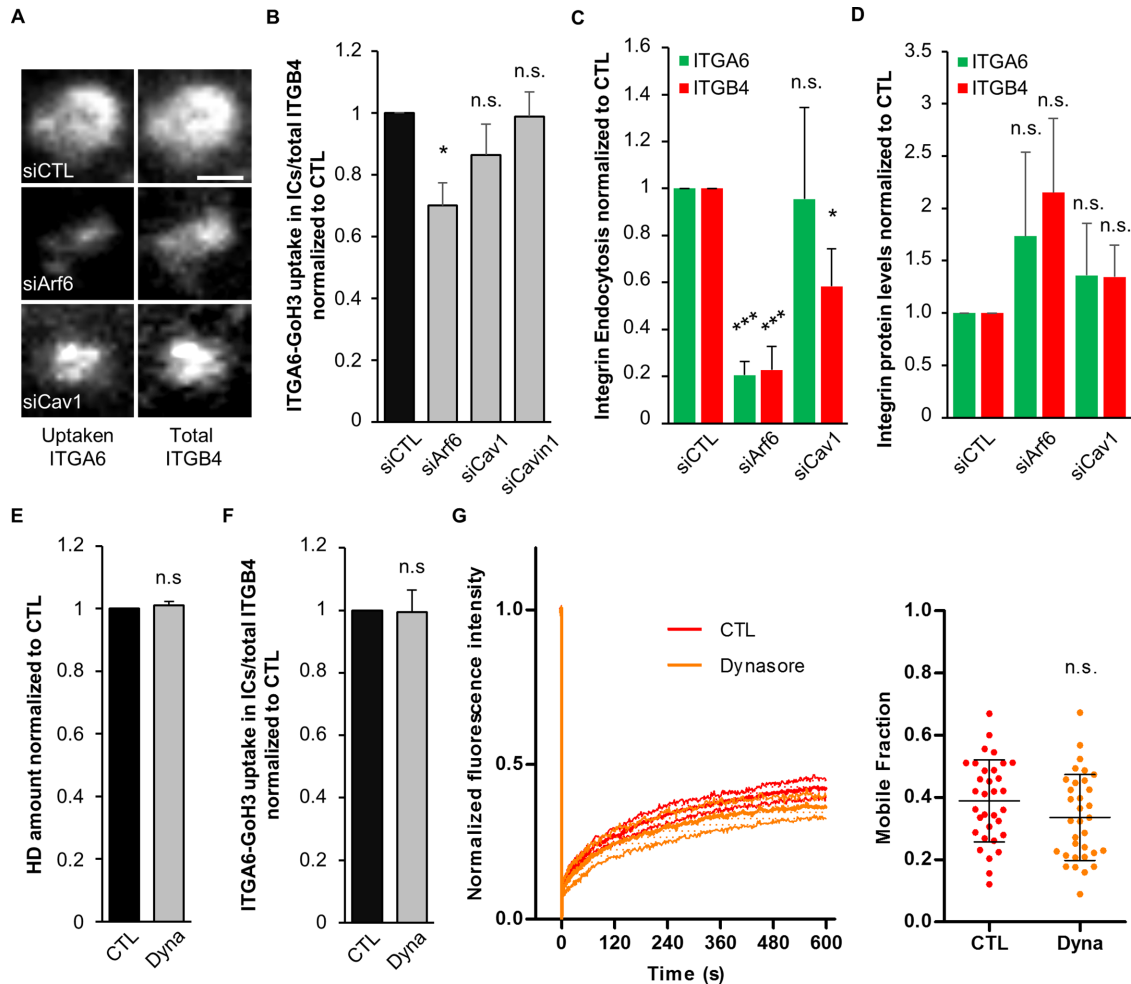 A
siCTL
siArf6
siCav1
Uptaken
ITGA6
Total
ITGB4
B
ITGA6-GoH3 uptake in ICs/total ITGB4
normalized to CTL
1.2
1
0.8
0.6
0.4
0.2
0
*
n.s.
n.s.
siCTL
siArf6
siCav1
siCavin1
C
Integrin Endocytosis normalized to CTL
1.6
1.4
1.2
1
0.8
0.6
0.4
0.2
0
ITGA6
ITGB4
***
***
n.s.
*
siCTL
siArf6
siCav1
D
Integrin protein levels normalized to CTL
3.5
3
2.5
2
1.5
1
0.5
0
ITGA6
ITGB4
n.s.
n.s.
n.s.
n.s.
siCTL
siArf6
siCav1
E
HD amount normalized to CTL
1.2
1
0.8
0.6
0.4
0.2
0
n.s
CTL
Dyna
F
ITGA6-GoH3 uptake in ICs/total ITGB4
normalized to CTL
1.2
1
0.8
0.6
0.4
0.2
0
n.s
CTL
Dyna
G
Normalized fluorescence intensity
1.0
0.5
0.0
CTL
Dynasore
0
120
240
360
480
600
Time (s)
Mobile Fraction
1.0
0.8
0.6
0.4
0.2
0.0
n.s.
CTL
Dyna